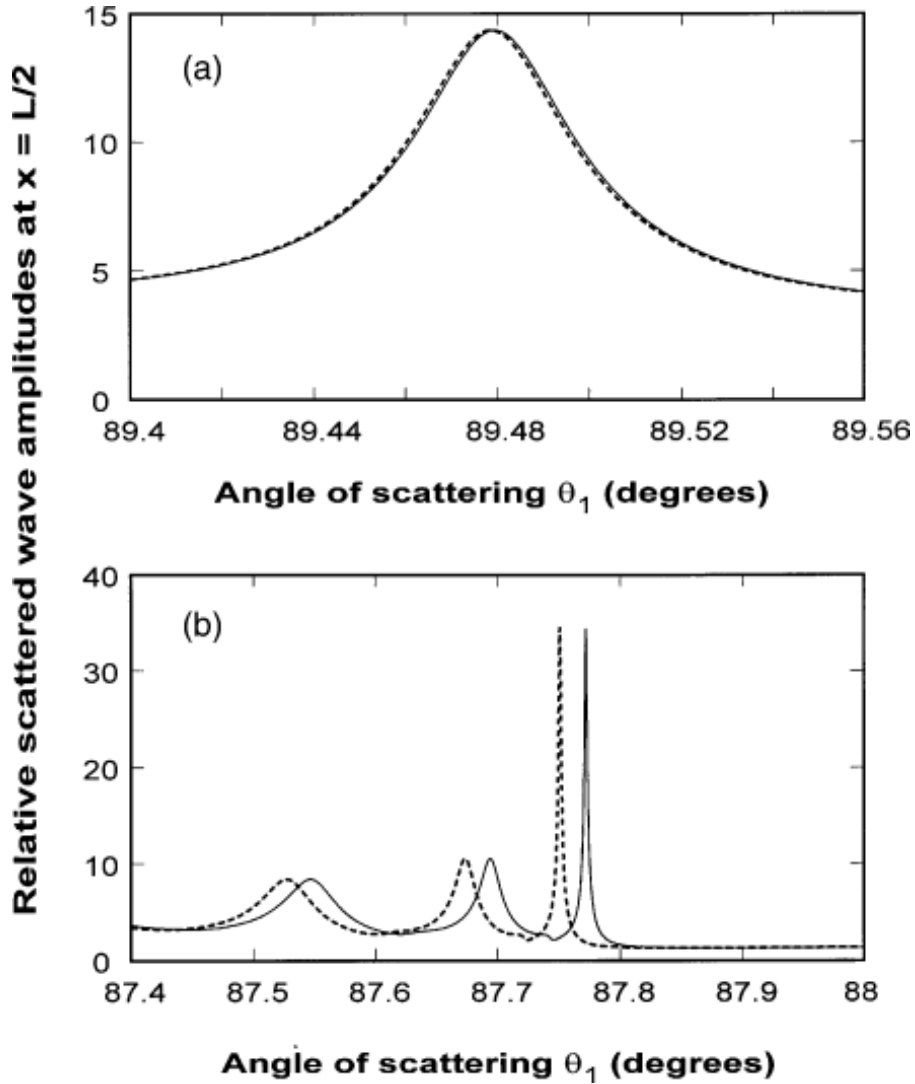 Relative scattered wave amplitudes at x = L/2
15
(a)
10
5
0
89.4 89.44 89.48 89.52 89.56
Angle of scattering θ₁ (degrees)
40
(b)
30
20
10
0
87.4 87.5 87.6 87.7 87.8 87.9 88
Angle of scattering θ₁ (degrees)